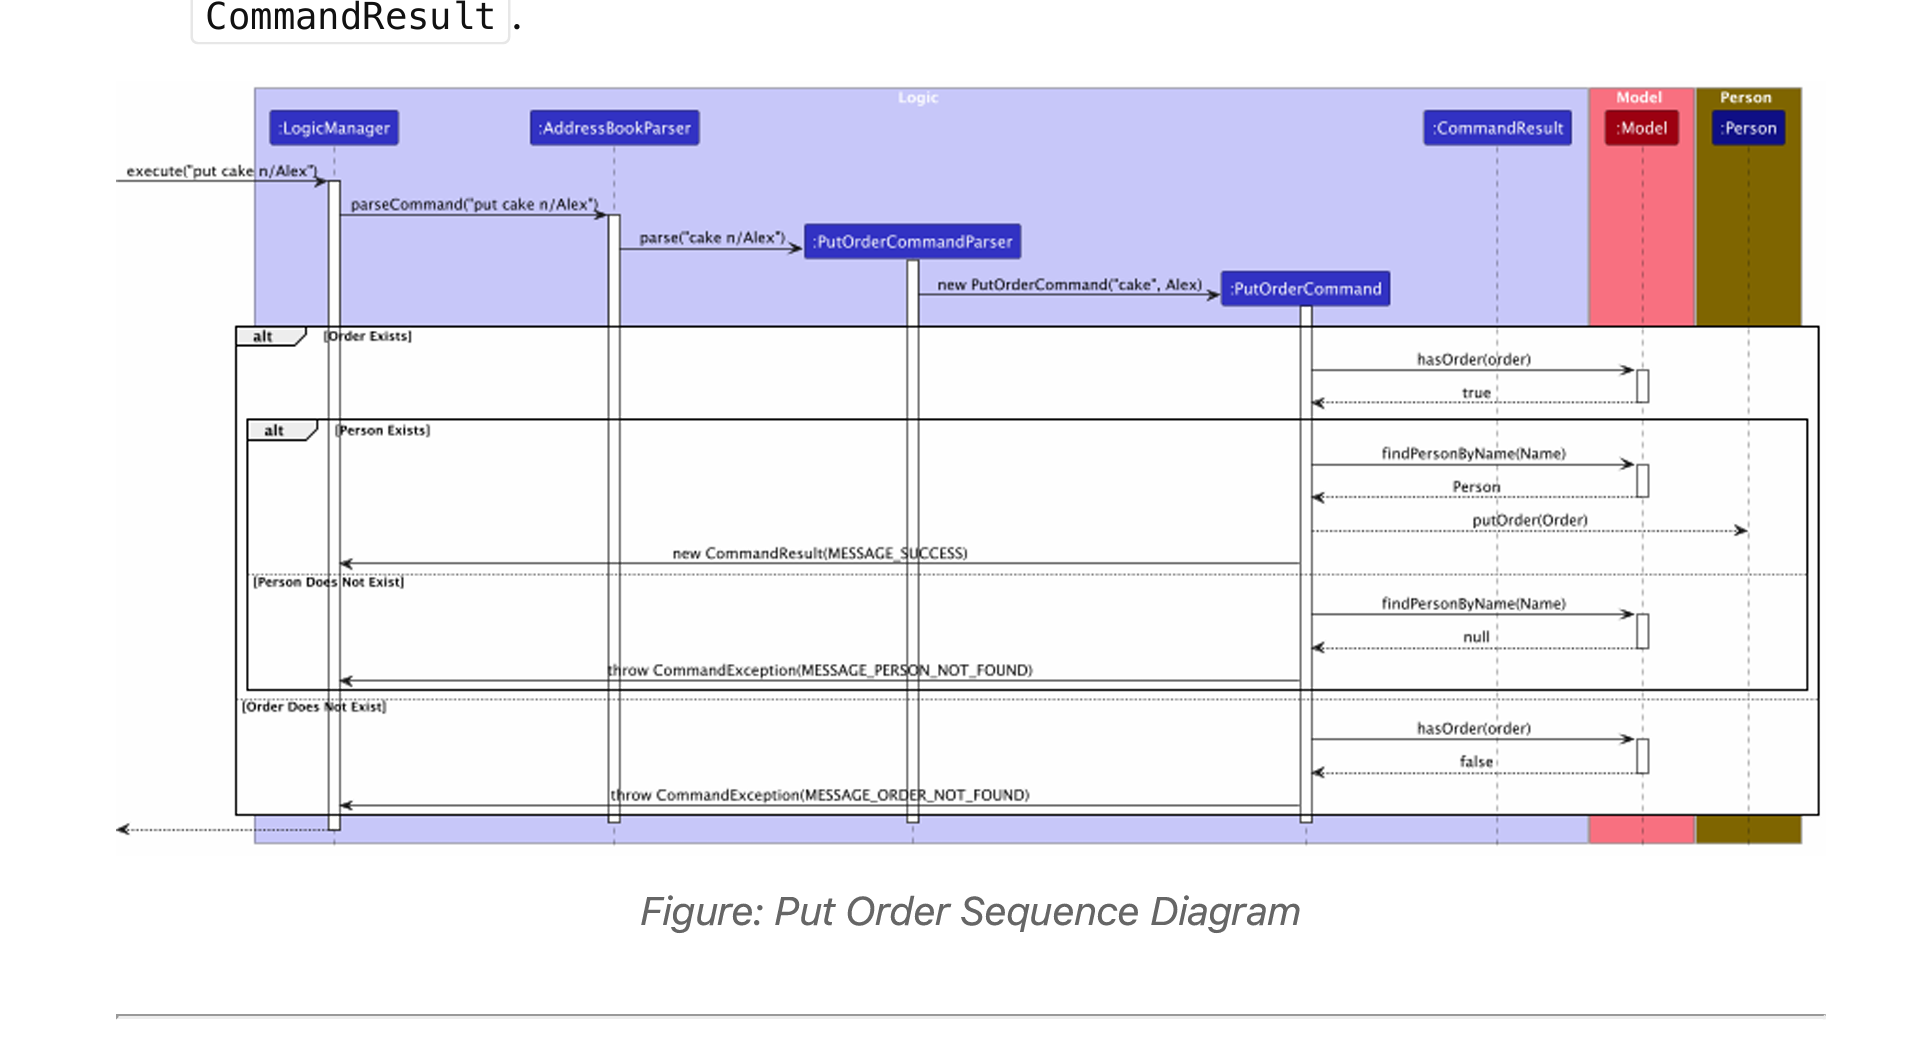 CommandResult.
Logic
Model
Person
:LogicManager
:AddressBookParser
:CommandResult
:Model
:Person
execute("put cake n/Alex")
parseCommand("put cake n/Alex")
parse("cake n/Alex")
:PutOrderCommandParser
new PutOrderCommand("cake", Alex)
:PutOrderCommand
alt
[Order Exists]
hasOrder(order)
true
alt
[Person Exists]
findPersonByName(Name)
Person
putOrder(Order)
new CommandResult(MESSAGE_SUCCESS)
[Person Does Not Exist]
findPersonByName(Name)
null
throw CommandException(MESSAGE_PERSON_NOT_FOUND)
[Order Does Not Exist]
hasOrder(order)
false
throw CommandException(MESSAGE_ORDER_NOT_FOUND)
Figure: Put Order Sequence Diagram